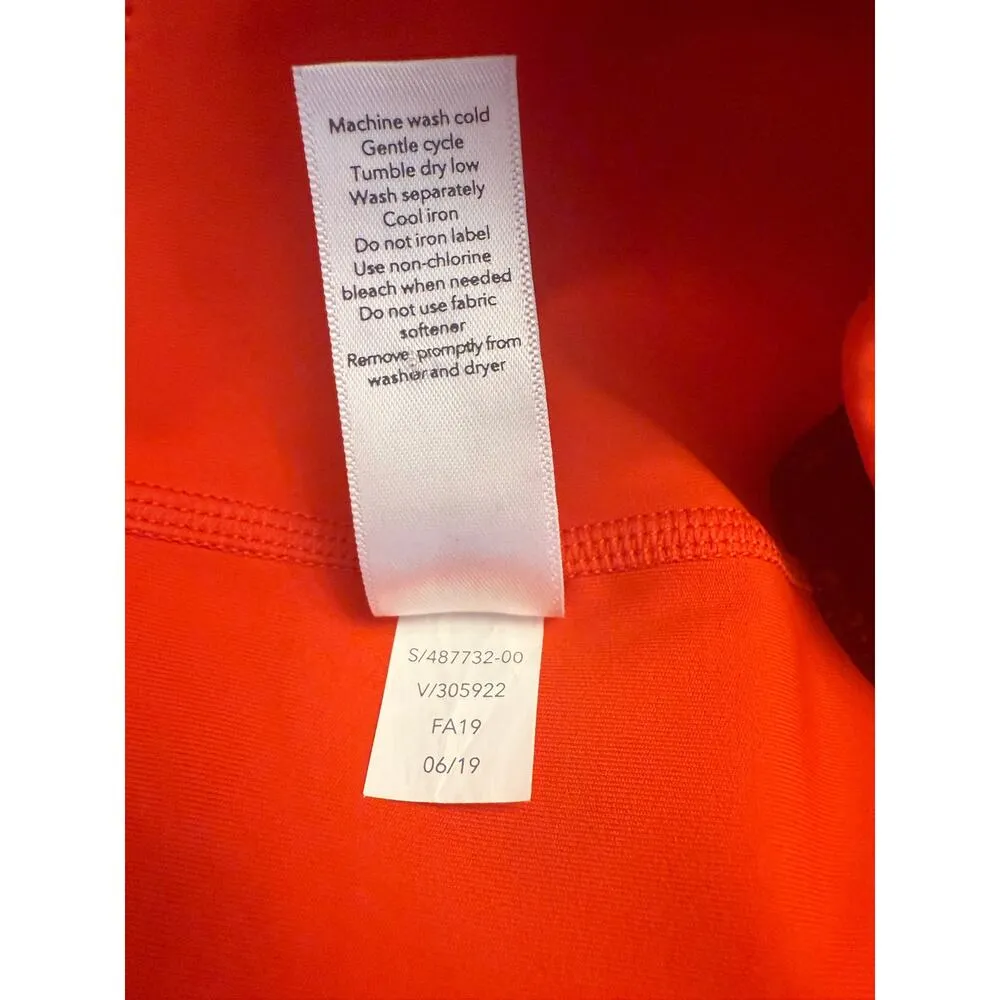 Machine wash cold
Gentle cycle
Tumble dry low
Wash separately
Cool iron
Do not iron label
Use non-chlorine
bleach when needed
Do not use fabric
softener
Remove promptly from
washer and dryer
S/487732-00
V/305922
FA19
06/19